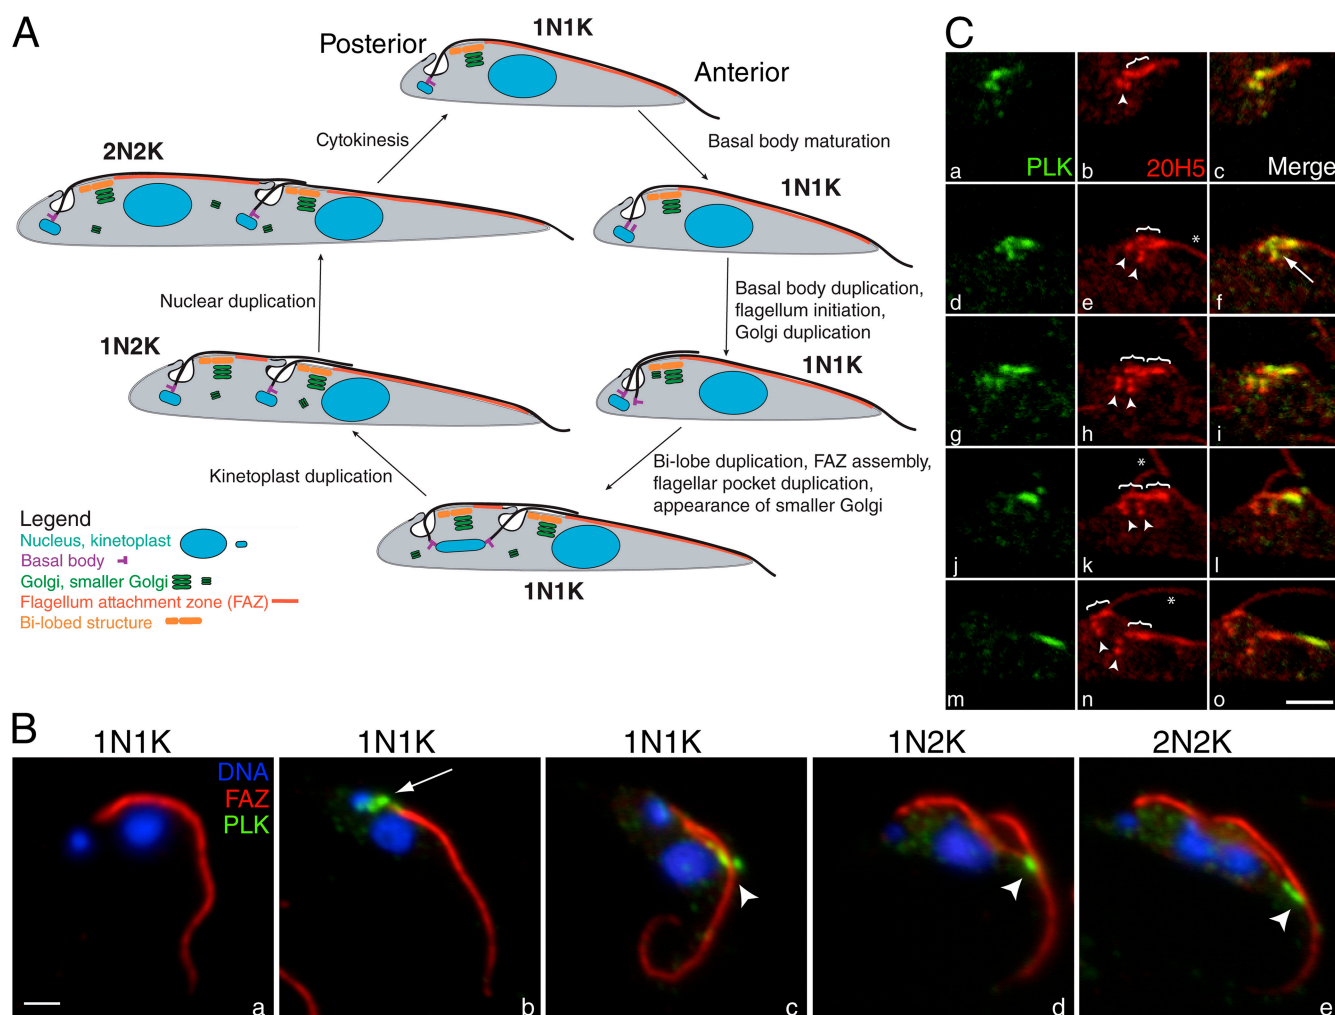 A
Posterior
1N1K
Anterior
Cytokinesis
Basal body maturation
2N2K
1N1K
Nuclear duplication
Basal body duplication,
flagellum initiation,
Golgi duplication
1N2K
1N1K
Kinetoplast duplication
Bi-lobe duplication, FAZ assembly,
flagellar pocket duplication,
appearance of smaller Golgi
1N1K
Legend
Nucleus, kinetoplast
Basal body
Golgi, smaller Golgi
Flagellum attachment zone (FAZ)
Bi-lobed structure
C
a PLK
b 20H5
c Merge
d
e *
f
g
h
i
j
k *
l
m
n *
o
B
1N1K
1N1K
1N1K
1N2K
2N2K
DNA
FAZ
PLK
a
b
c
d
e